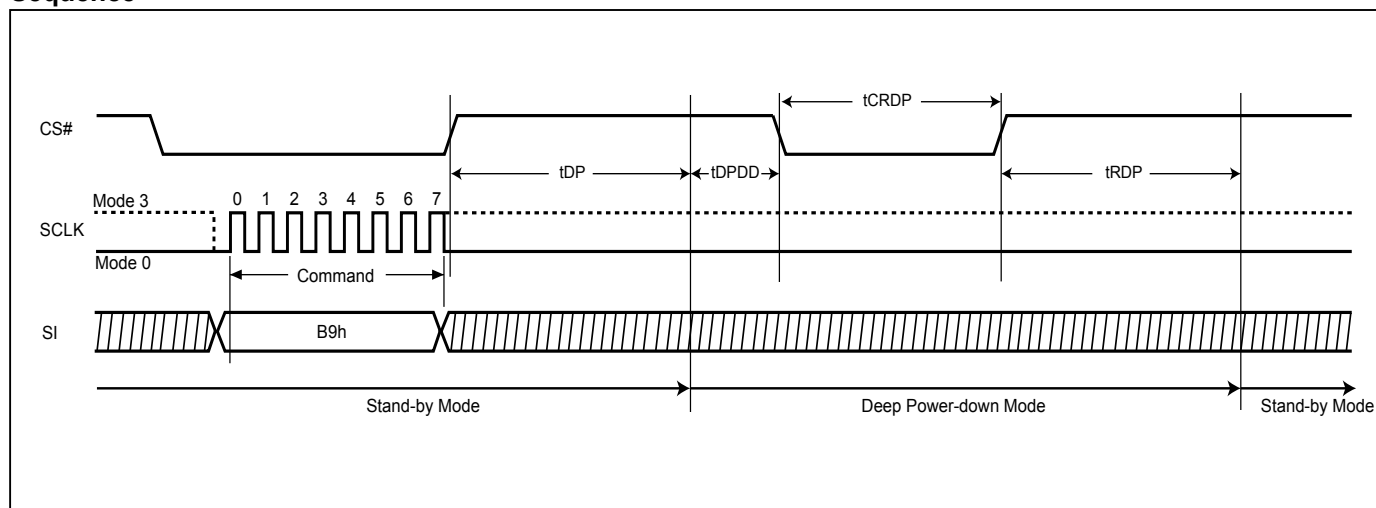 Sequence
tCRDP
CS#
tDP
tDPDD
tRDP
Mode 3
0 1 2 3 4 5 6 7
SCLK
Mode 0
Command
SI
B9h
Stand-by Mode
Deep Power-down Mode
Stand-by Mode